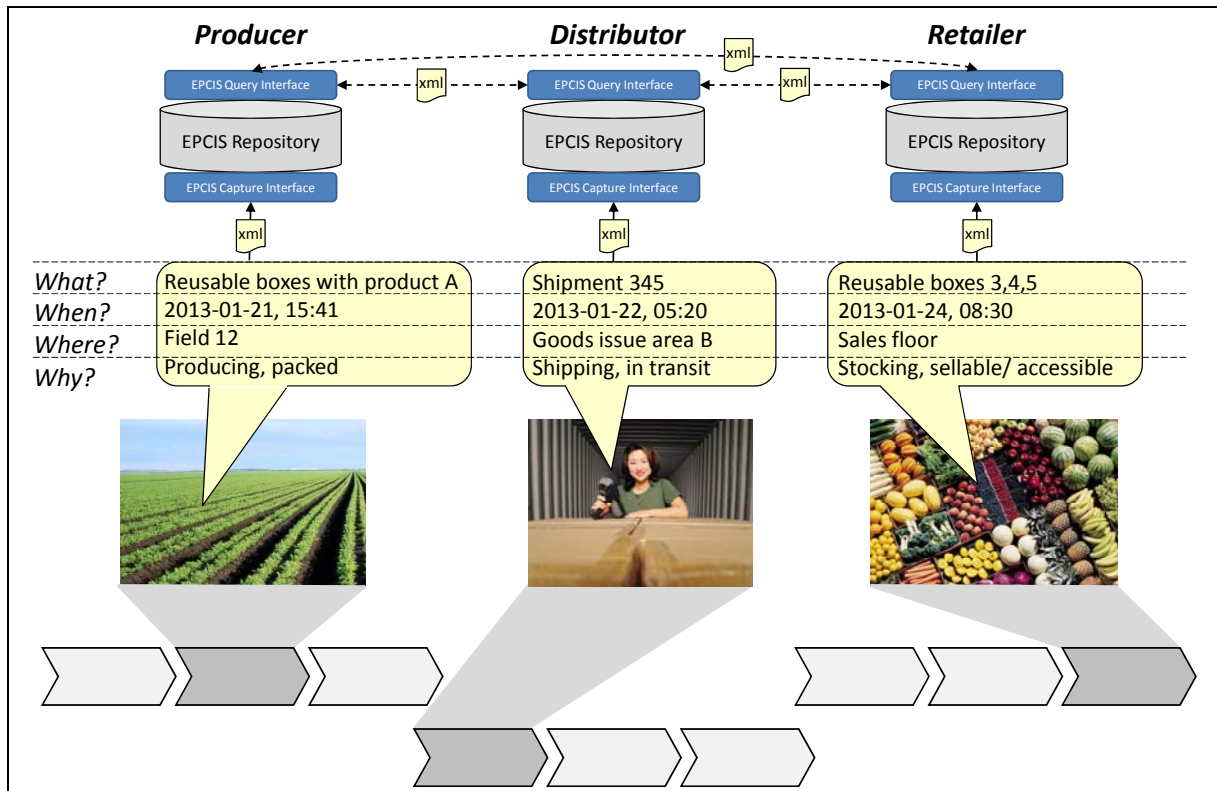 Producer
Distributor
Retailer
xml
EPCIS Query Interface
xml
EPCIS Query Interface
xml
EPCIS Query Interface
EPCIS Repository
EPCIS Repository
EPCIS Repository
EPCIS Capture Interface
EPCIS Capture Interface
EPCIS Capture Interface
xml
xml
xml
What?
Reusable boxes with product A
Shipment 345
Reusable boxes 3,4,5
When?
2013-01-21, 15:41
2013-01-22, 05:20
2013-01-24, 08:30
Where?
Field 12
Goods issue area B
Sales floor
Why?
Producing, packed
Shipping, in transit
Stocking, sellable/ accessible